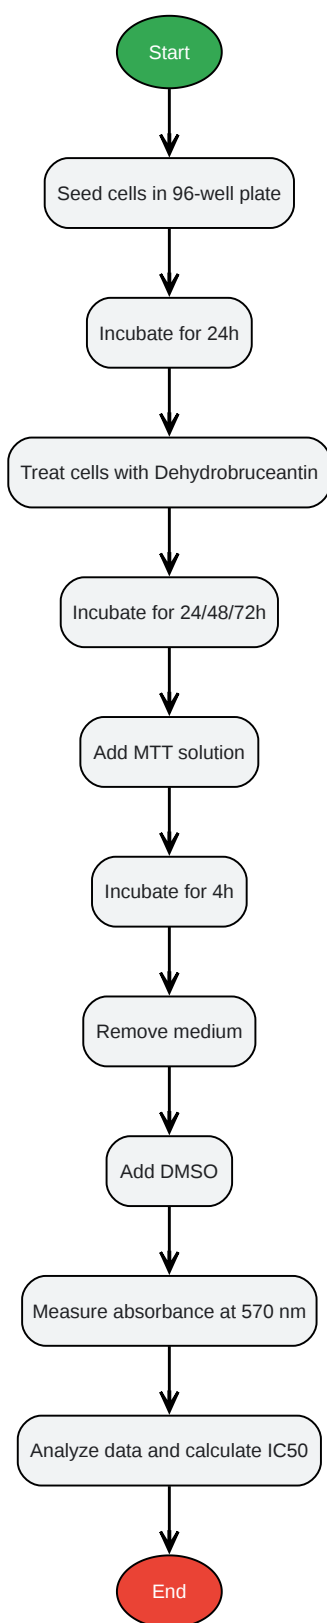 Start
Seed cells in 96-well plate
Incubate for 24h
Treat cells with Dehydrobruceantin
Incubate for 24/48/72h
Add MTT solution
Incubate for 4h
Remove medium
Add DMSO
Measure absorbance at 570 nm
Analyze data and calculate IC50
End